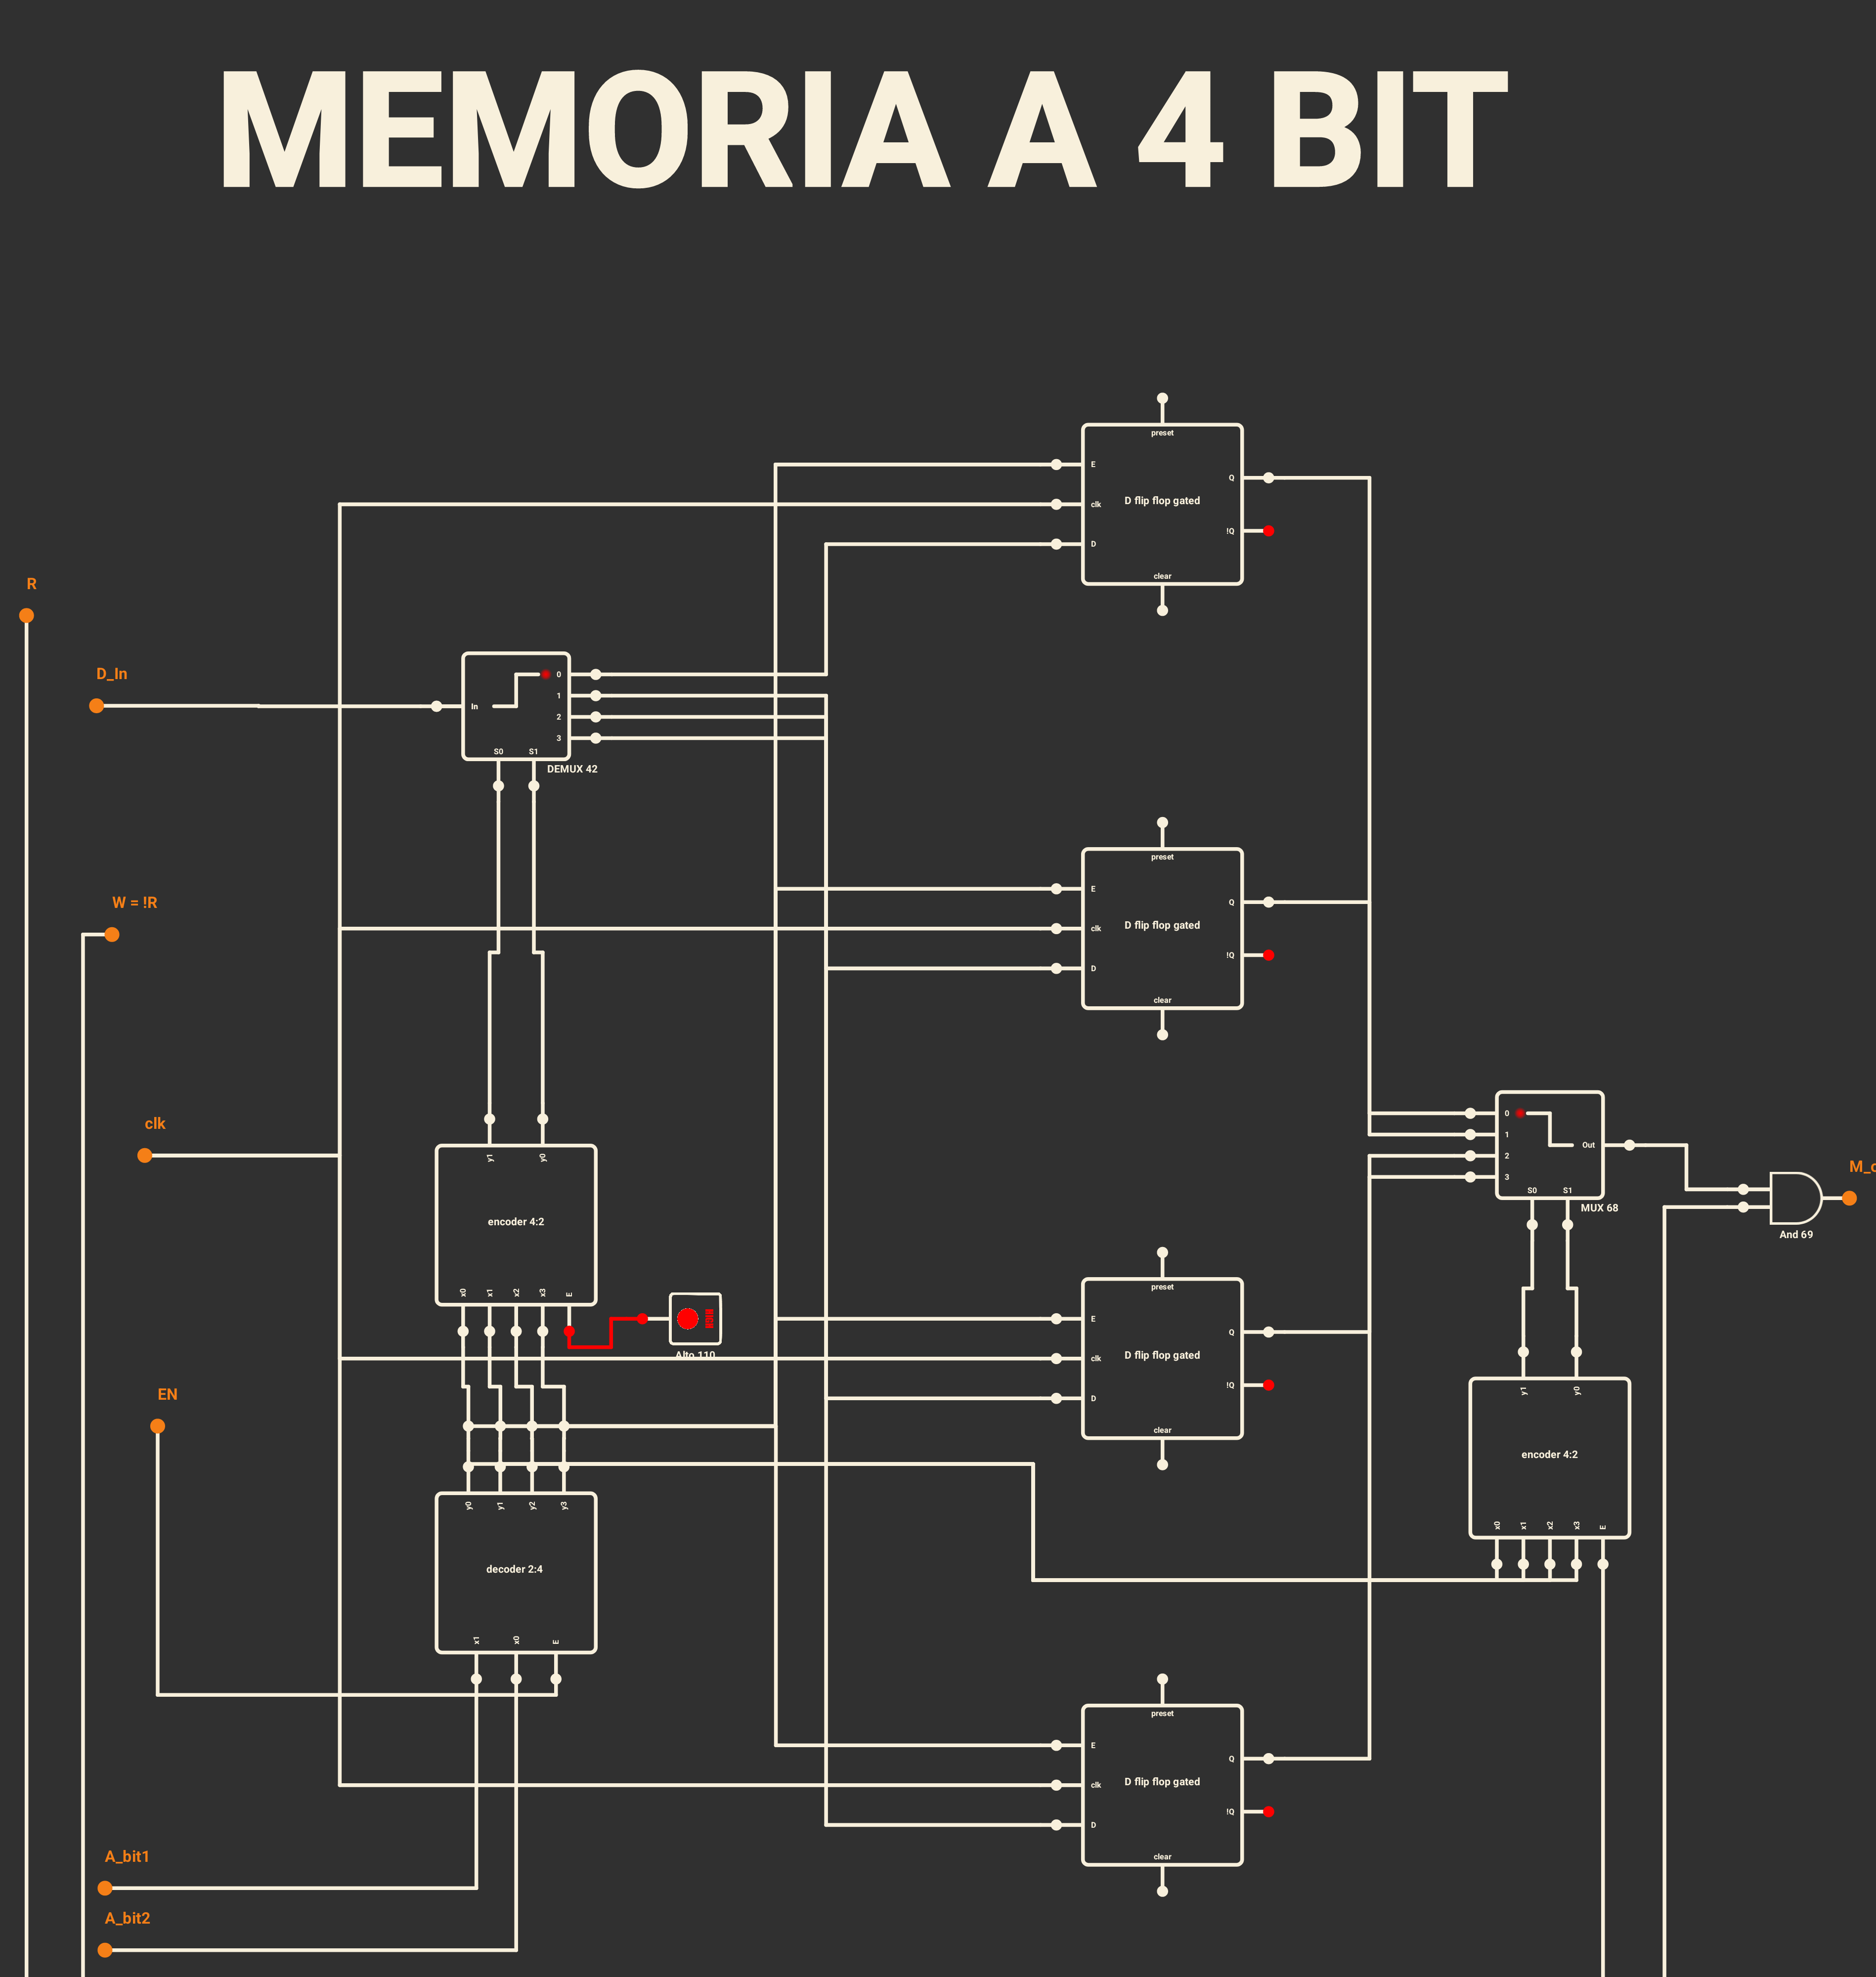 MEMORIA A 4 BIT
preset
E
Q
clk
D flip flop gated
!Q
D
clear
R
D_In
0
1
In
2
3
S0
S1
DEMUX 42
W = !R
preset
E
Q
clk
D flip flop gated
!Q
D
clear
clk
y1
y0
encoder 4:2
x0
x1
x2
x3
E
Alto 110
0
1
2
3
Out
S0
S1
MUX 68
And 69
preset
E
Q
clk
D flip flop gated
!Q
D
clear
EN
y1
y0
encoder 4:2
x0
x1
x2
x3
E
y0
y1
y2
y3
decoder 2:4
x1
x0
E
preset
E
Q
clk
D flip flop gated
!Q
D
clear
A_bit1
A_bit2